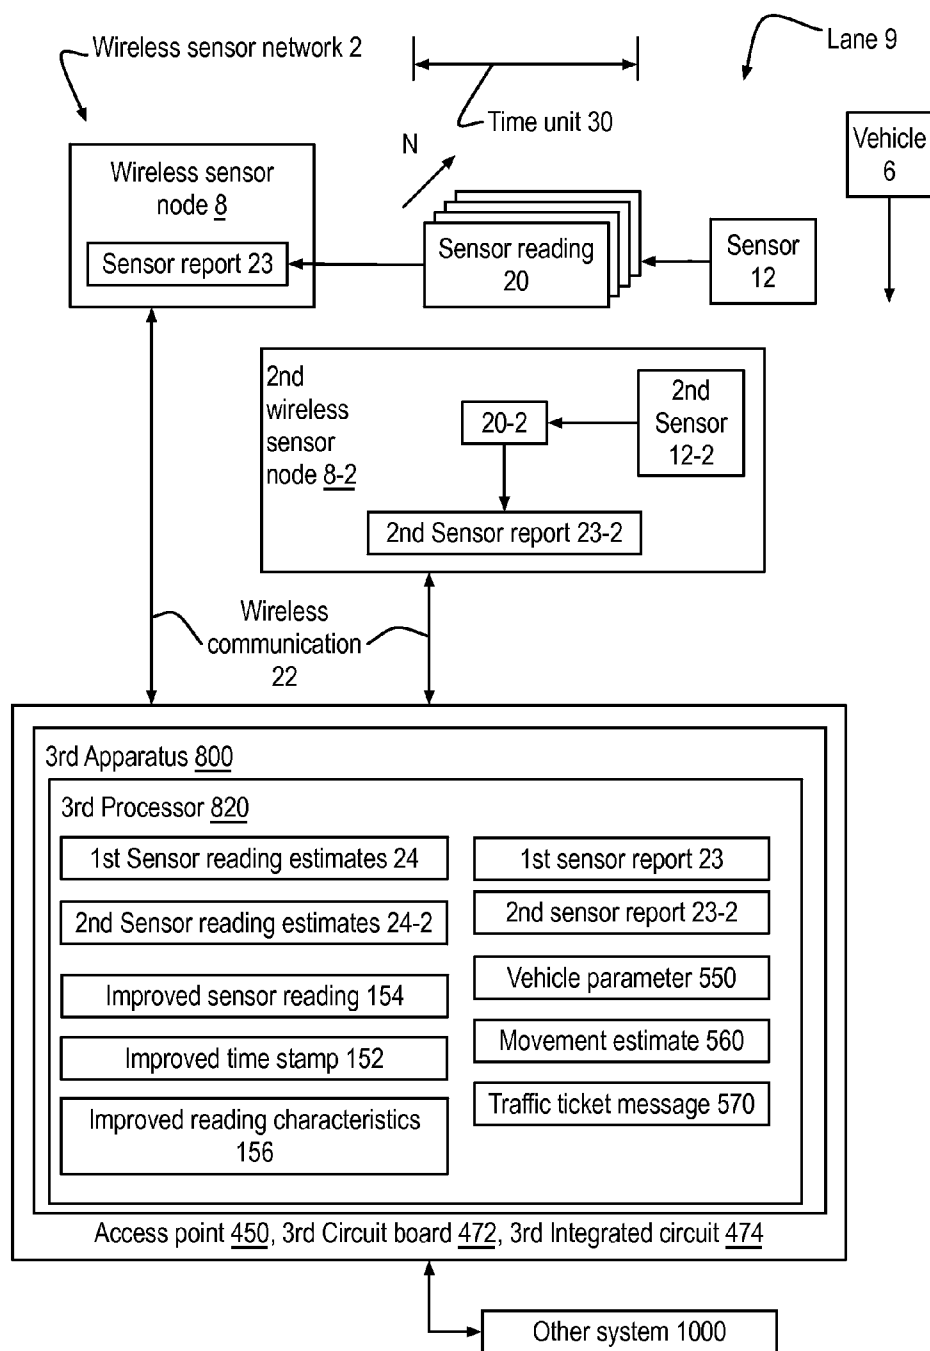 Wireless sensor network 2
Lane 9
Time unit 30
N
Vehicle
6
Wireless sensor
node 8
Sensor report 23
Sensor reading
20
Sensor
12
2nd
wireless
sensor
node 8-2
20-2
2nd
Sensor
12-2
2nd Sensor report 23-2
Wireless
communication
22
3rd Apparatus 800
3rd Processor 820
1st Sensor reading estimates 24
2nd Sensor reading estimates 24-2
Improved sensor reading 154
Improved time stamp 152
Improved reading characteristics
156
1st sensor report 23
2nd sensor report 23-2
Vehicle parameter 550
Movement estimate 560
Traffic ticket message 570
Access point 450, 3rd Circuit board 472, 3rd Integrated circuit 474
Other system 1000